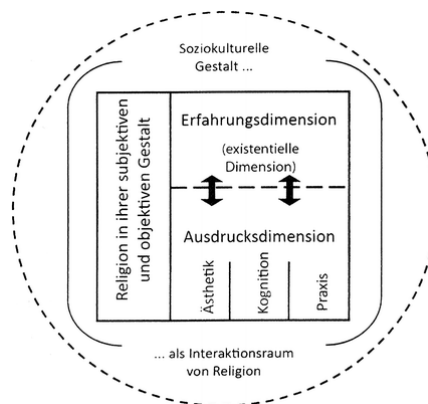 Soziokulturelle
Gestalt ...
Religion in ihrer subjektiven
und objektiven Gestalt
Erfahrungsdimension
(existentielle
Dimension)
Ausdrucksdimension
Ästhetik
Kognition
Praxis
... als Interaktionsraum
von Religion